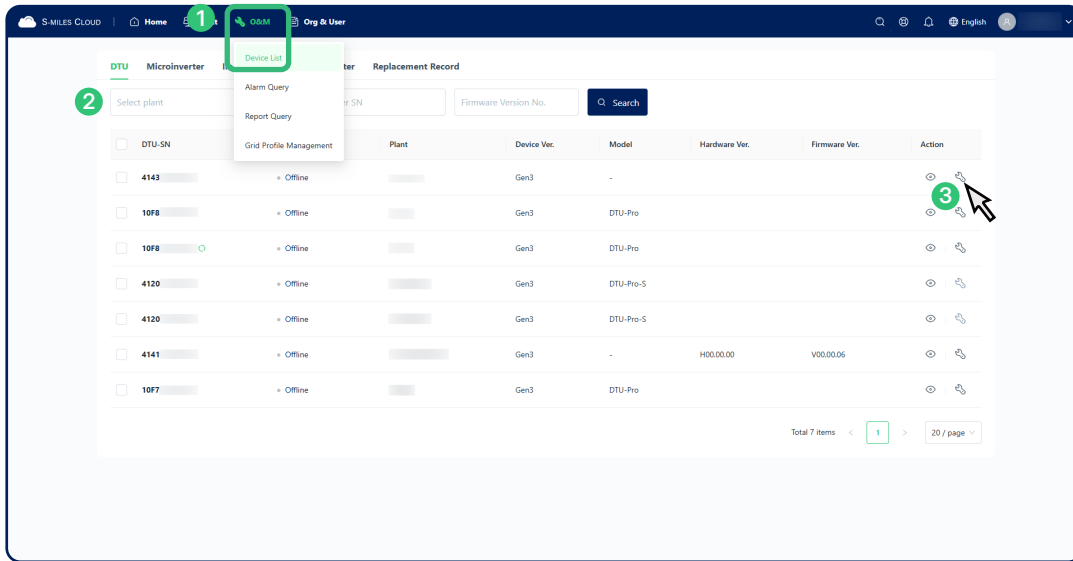 S-MILES CLOUD Home t O&M Org & User English
1
Device List
Alarm Query
Report Query
Grid Profile Management
DTU Microinverter ter Replacement Record
2 Select plant r SN Firmware Version No. Search
DTU-SN Plant Device Ver. Model Hardware Ver. Firmware Ver. Action
4143 Offline Gen3 -
3
10F8 Offline Gen3 DTU-Pro
10F8 Offline Gen3 DTU-Pro
4120 Offline Gen3 DTU-Pro-S
4120 Offline Gen3 DTU-Pro-S
4141 Offline Gen3 - H00.00.00 V00.00.06
10F7 Offline Gen3 DTU-Pro
Total 7 items < 1 > 20 / page